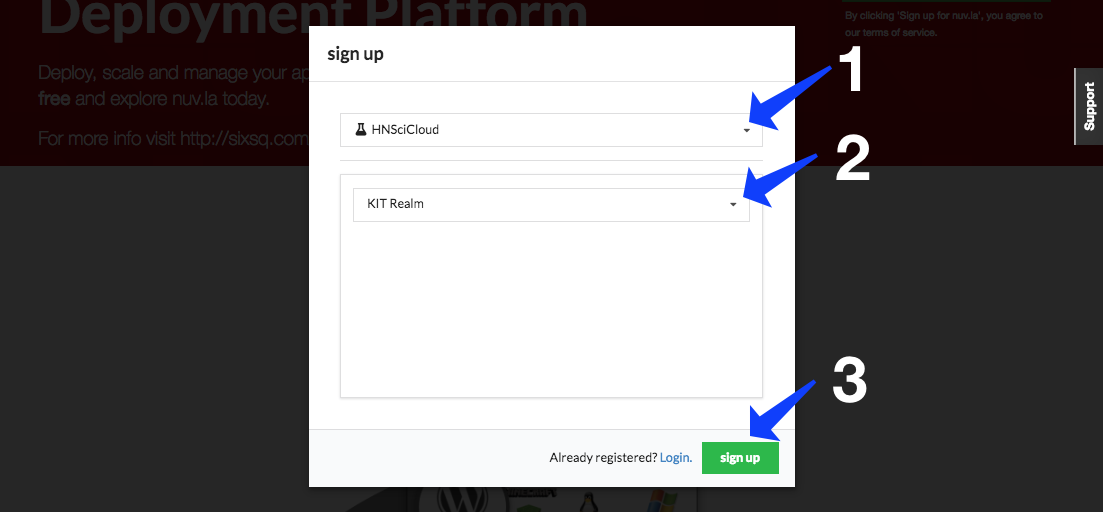 Deployment Platform
Deploy, scale and manage your ap
free and explore nuv.la today.
For more info visit http://sixsq.com
By clicking 'Sign up for nuv.la', you agree to
our terms of service.
Support
sign up
1
HNSciCloud
2
KIT Realm
3
Already registered? Login.
sign up